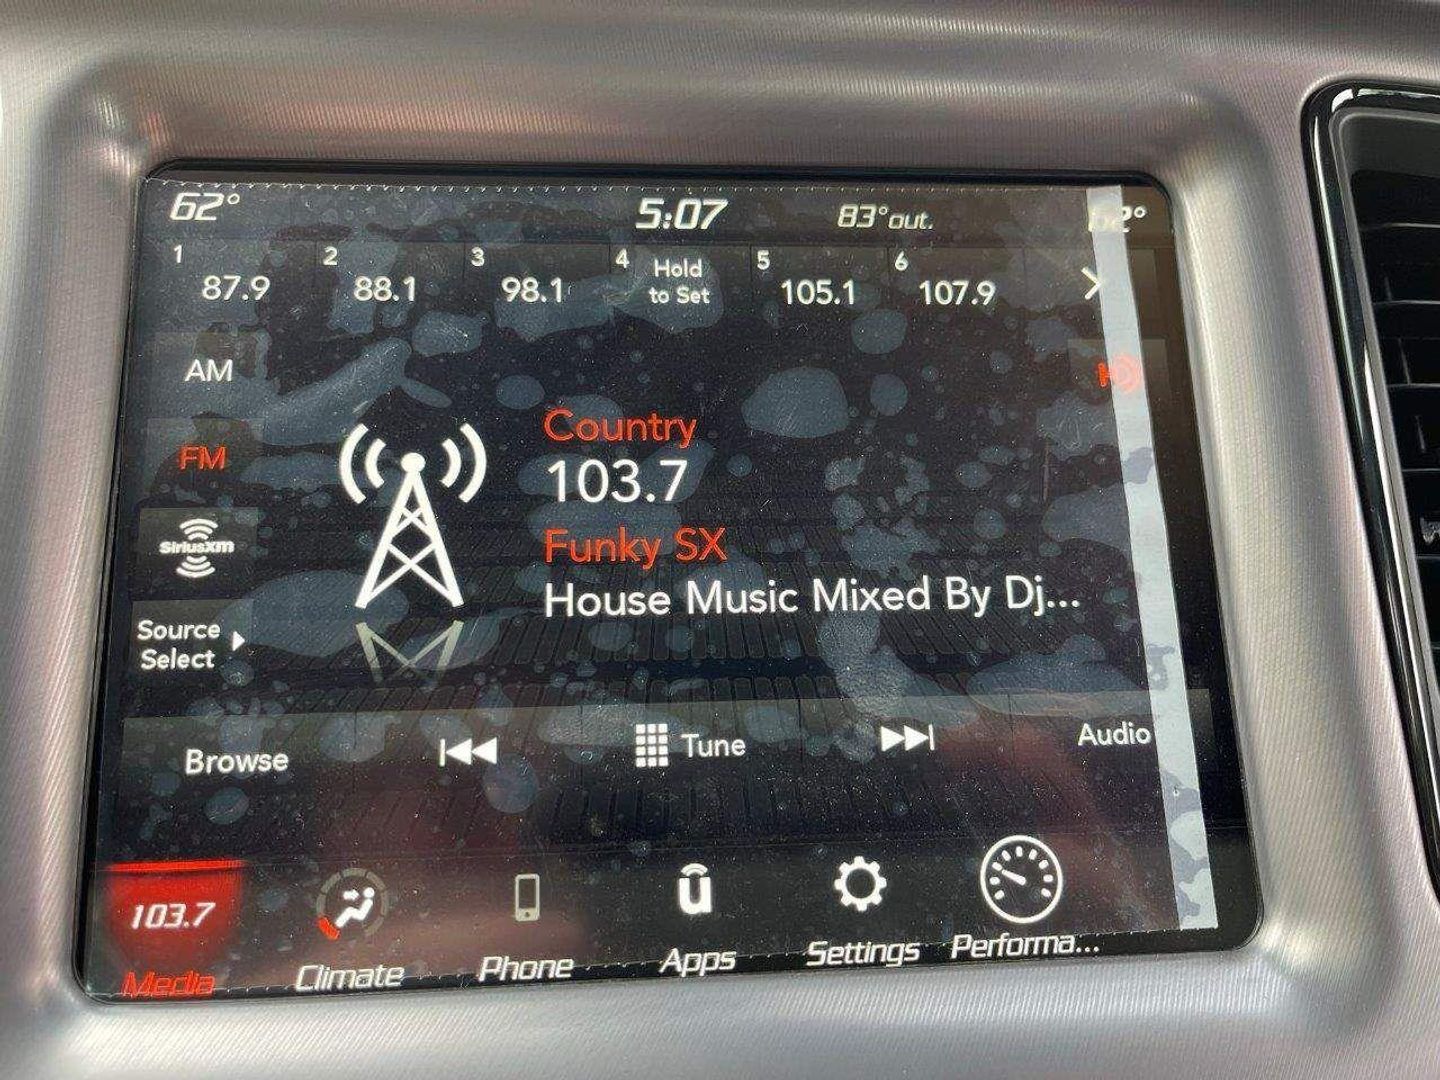 62° 5:07 83°out. 62°
1 87.9 2 88.1 3 98.1 4 Hold to Set 5 105.1 6 107.9
AM
Country
103.7
FM
Funky SX
SiriusXm
House Music Mixed By Dj...
Source
Select
Browse Tune Audio
103.7
Media Climate Phone Apps Settings Performa...